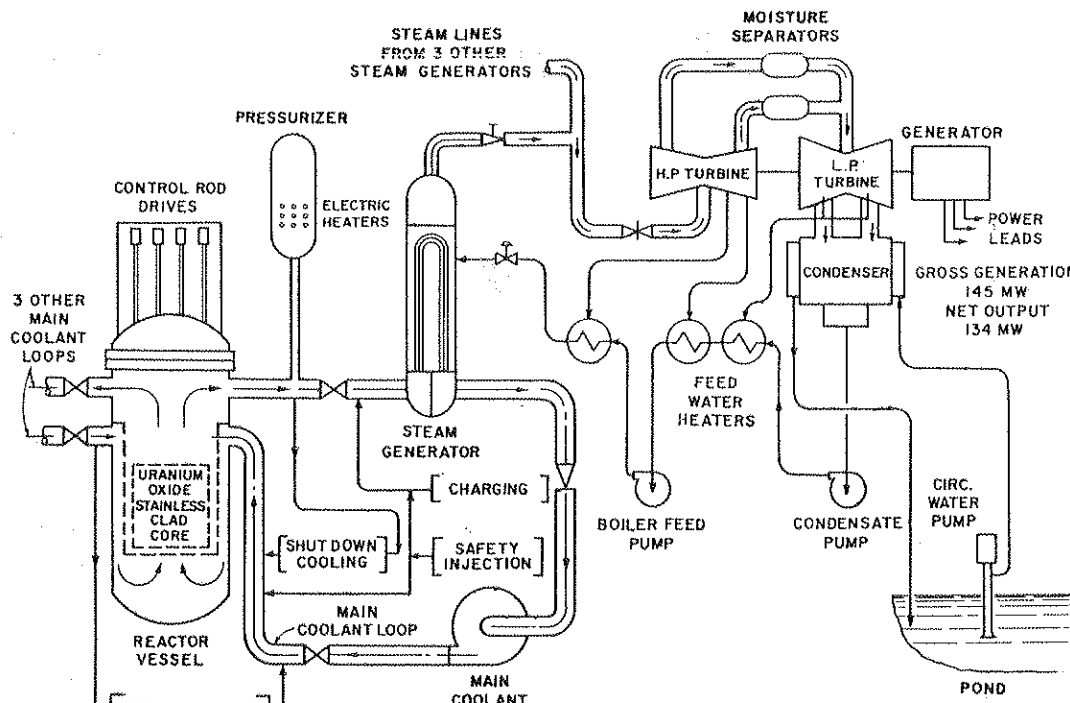 MOISTURE
SEPARATORS
STEAM LINES
FROM 3 OTHER
STEAM GENERATORS
PRESSURIZER
GENERATOR
H.P TURBINE
L.P.
TURBINE
CONTROL ROD
DRIVES
ELECTRIC
HEATERS
POWER
LEADS
CONDENSER
GROSS GENERATION
145 MW
NET OUTPUT
134 MW
3 OTHER
MAIN
COOLANT
LOOPS
FEED
WATER
HEATERS
STEAM
GENERATOR
URANIUM
OXIDE
STAINLESS
CLAD
CORE
CHARGING
CIRC.
WATER
PUMP
BOILER FEED
PUMP
CONDENSATE
PUMP
SHUT DOWN
COOLING
SAFETY
INJECTION
MAIN
COOLANT LOOP
REACTOR
VESSEL
MAIN
COOLANT
POND